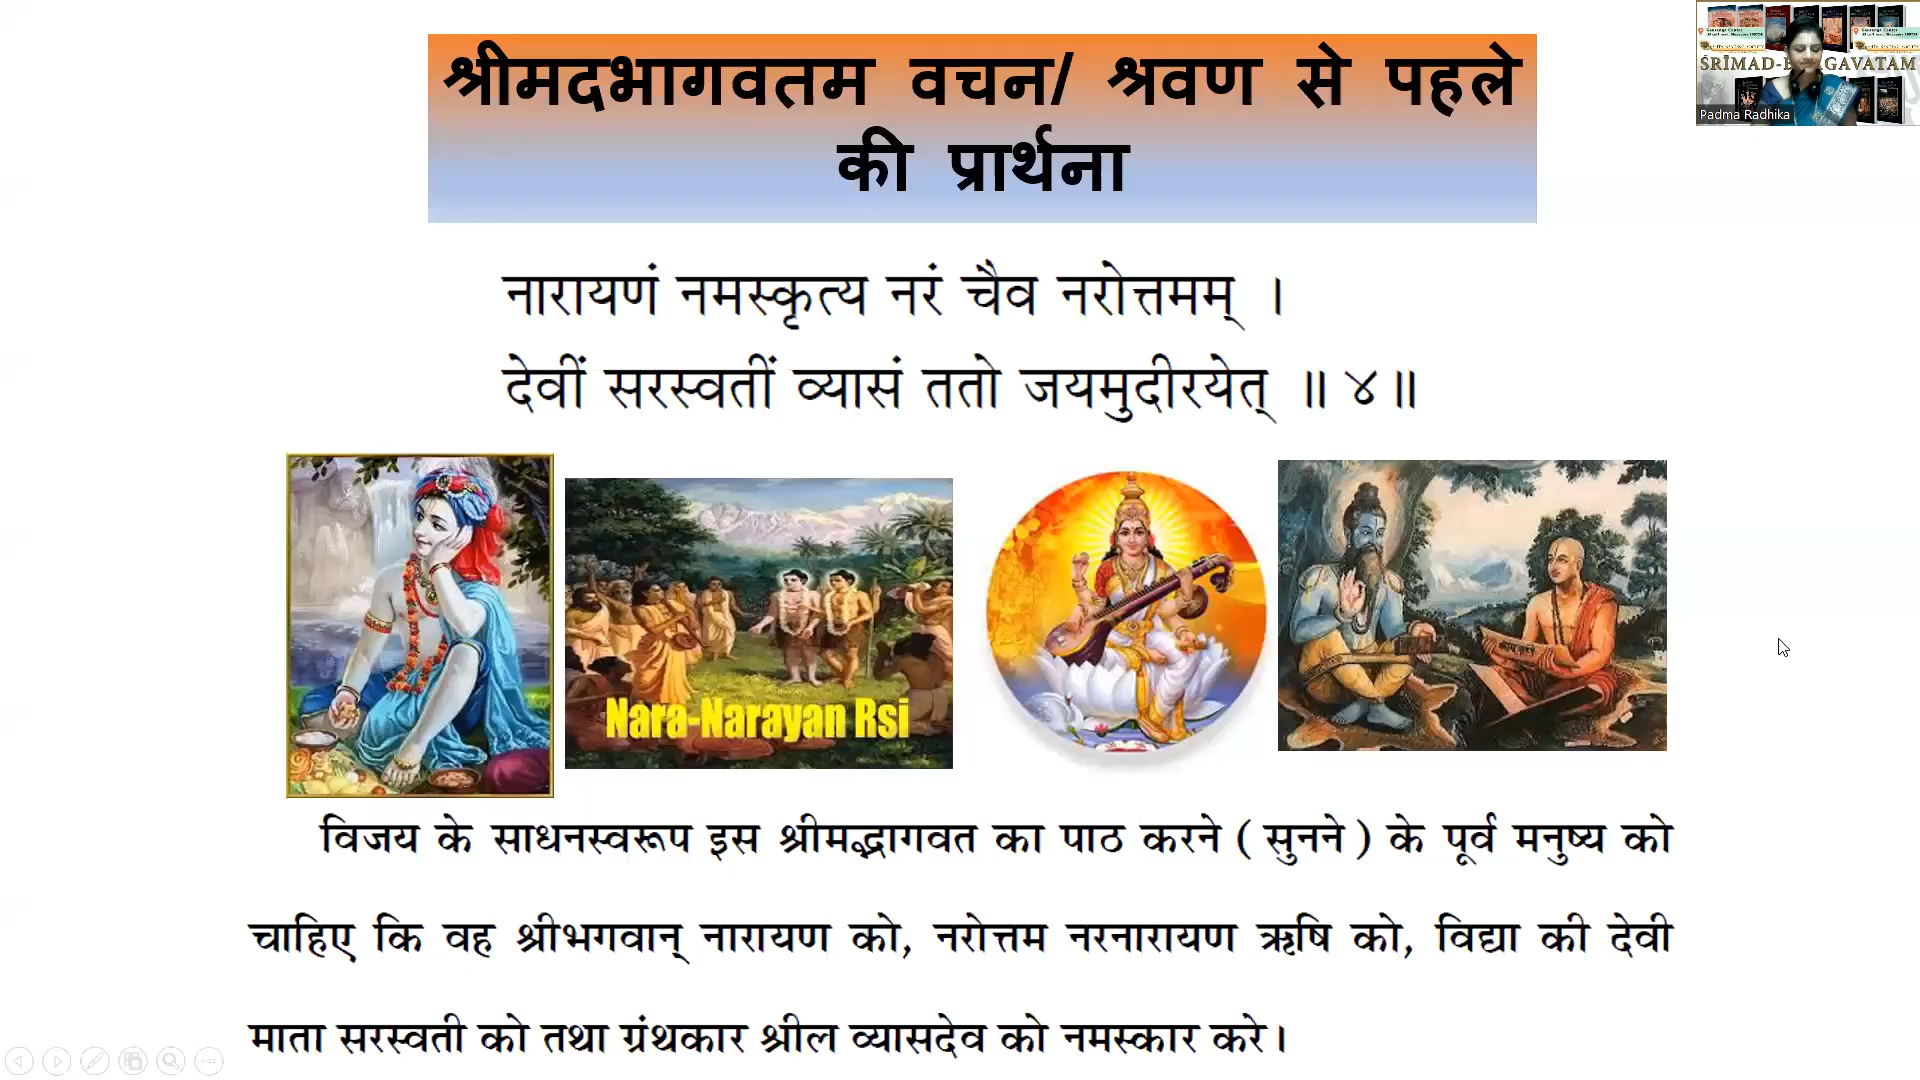 श्रीमदभागवतम वचन/ श्रवण से पहले
की प्रार्थना
नारायणं नमस्कृत्य नरं चैव नरोत्तमम् ।
देवीं सरस्वतीं व्यासं ततो जयमुदीरयेत् ॥ ४॥
Nara-Narayan Rsi
विजय के साधनस्वरूप इस श्रीमद्भागवत का पाठ करने ( सुनने ) के पूर्व मनुष्य को
चाहिए कि वह श्रीभगवान् नारायण को, नरोत्तम नरनारायण ऋषि को, विद्या की देवी
माता सरस्वती को तथा ग्रंथकार श्रील व्यासदेव को नमस्कार करे।
Padma Radhika